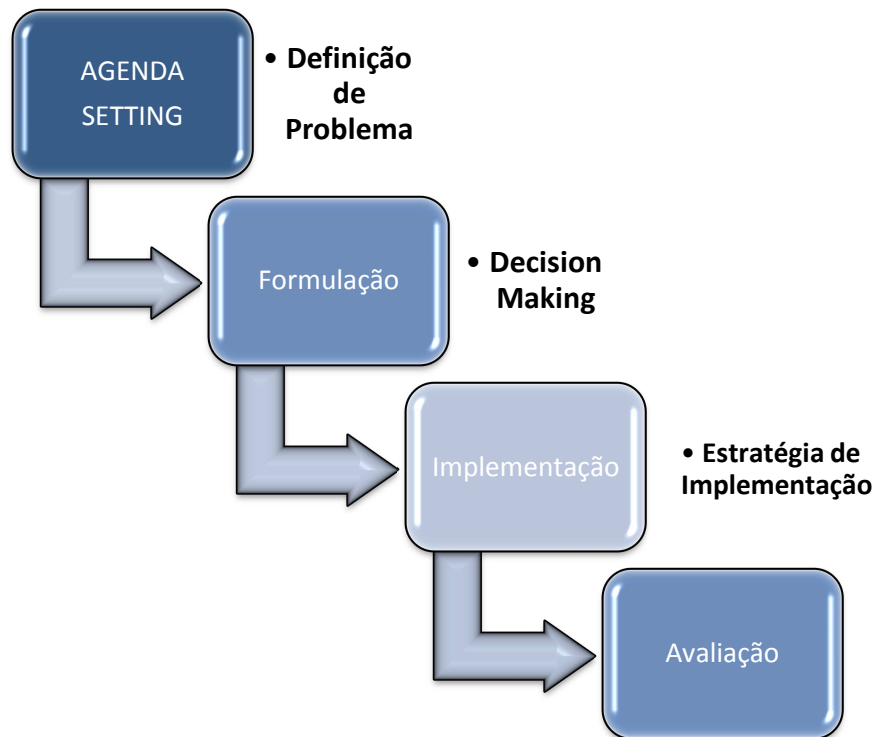 AGENDA
SETTING
• Definição
de
Problema
Formulação
• Decision
Making
Implementação
• Estratégia de
Implementação
Avaliação